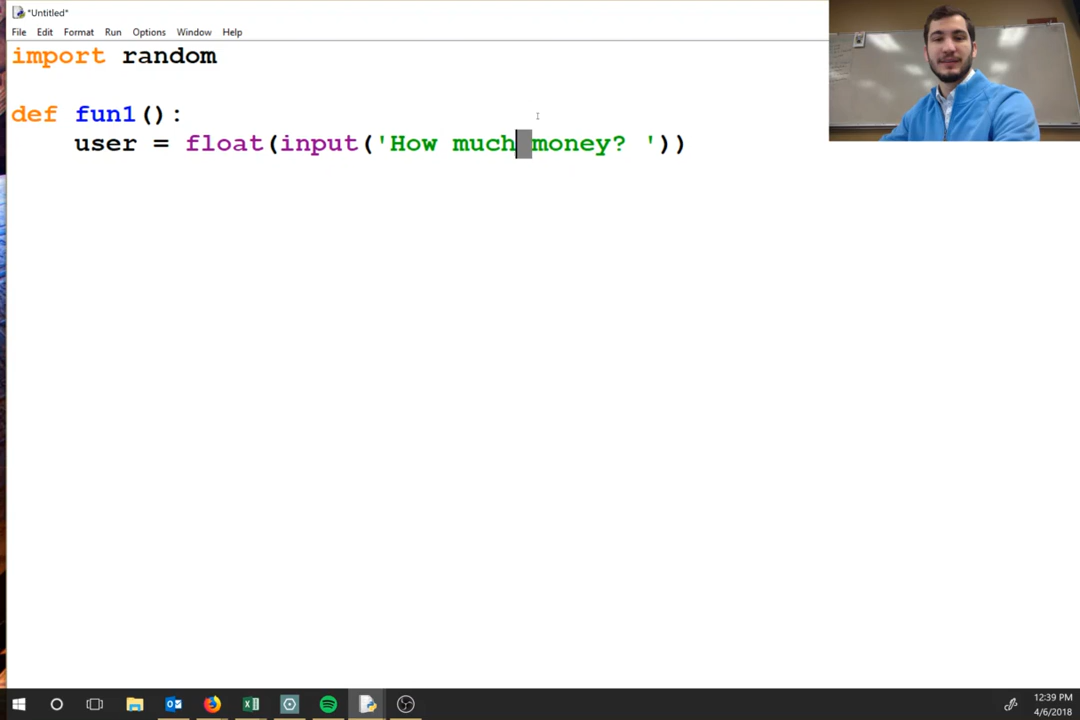 *Untitled*
File Edit Format Run Options Window Help
import random
def fun1():
user = float(input('How much money? '))
12:39 PM
4/6/2018